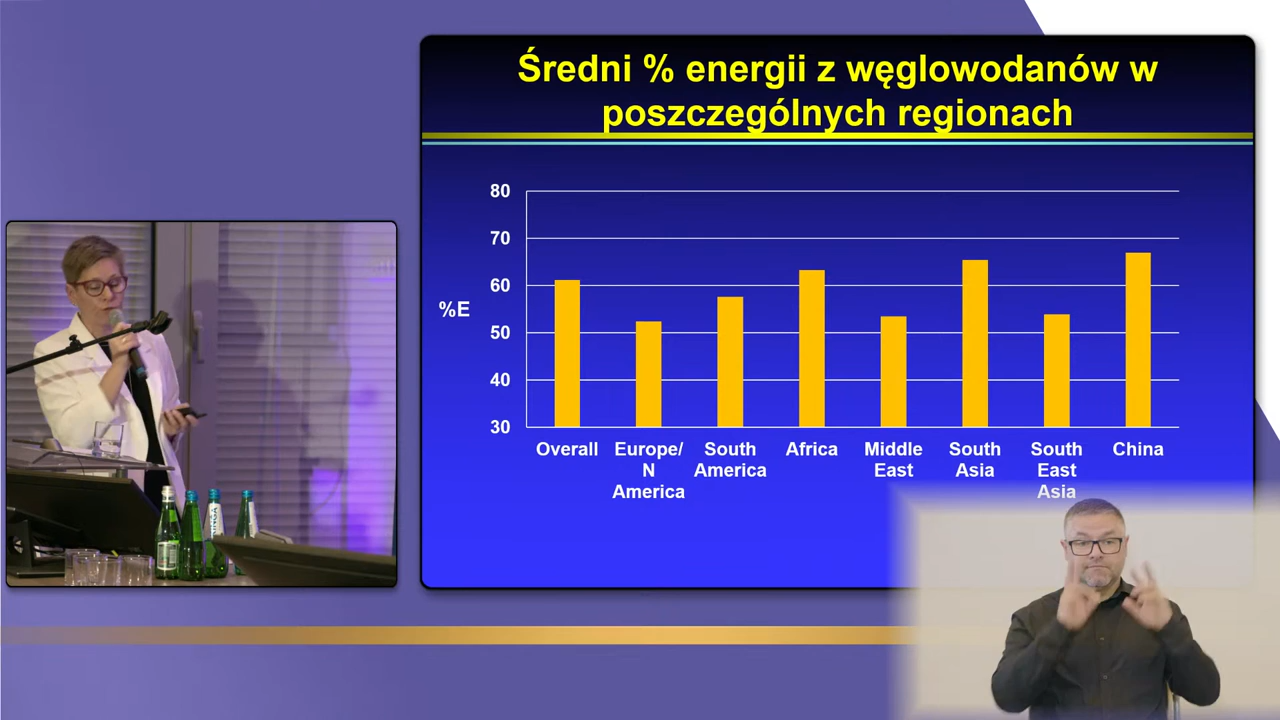 Średni % energii z węglowodanów w
poszczególnych regionach
80
70
60
%E
50
40
30
Overall
Europe/
N
America
South
America
Africa
Middle
East
South
Asia
South
East
Asia
China